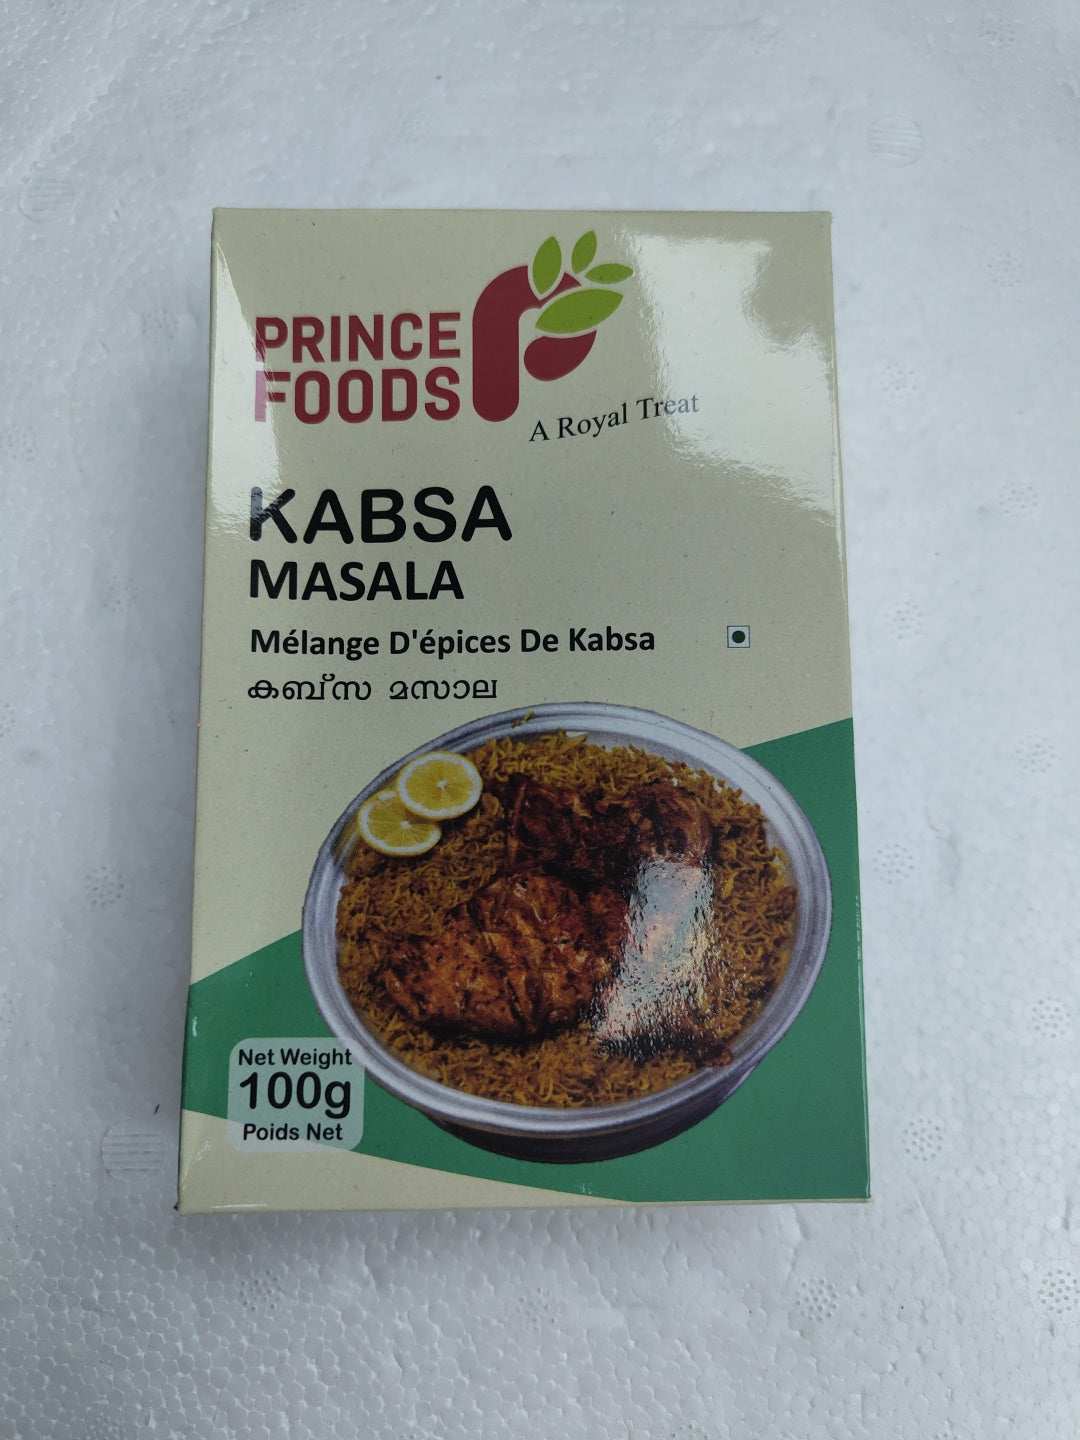 PRINCE
FOODS
A Royal Treat
KABSA
MASALA
Mélange D'épices De Kabsa
കബ്സ മസാല
Net Weight
100g
Poids Net